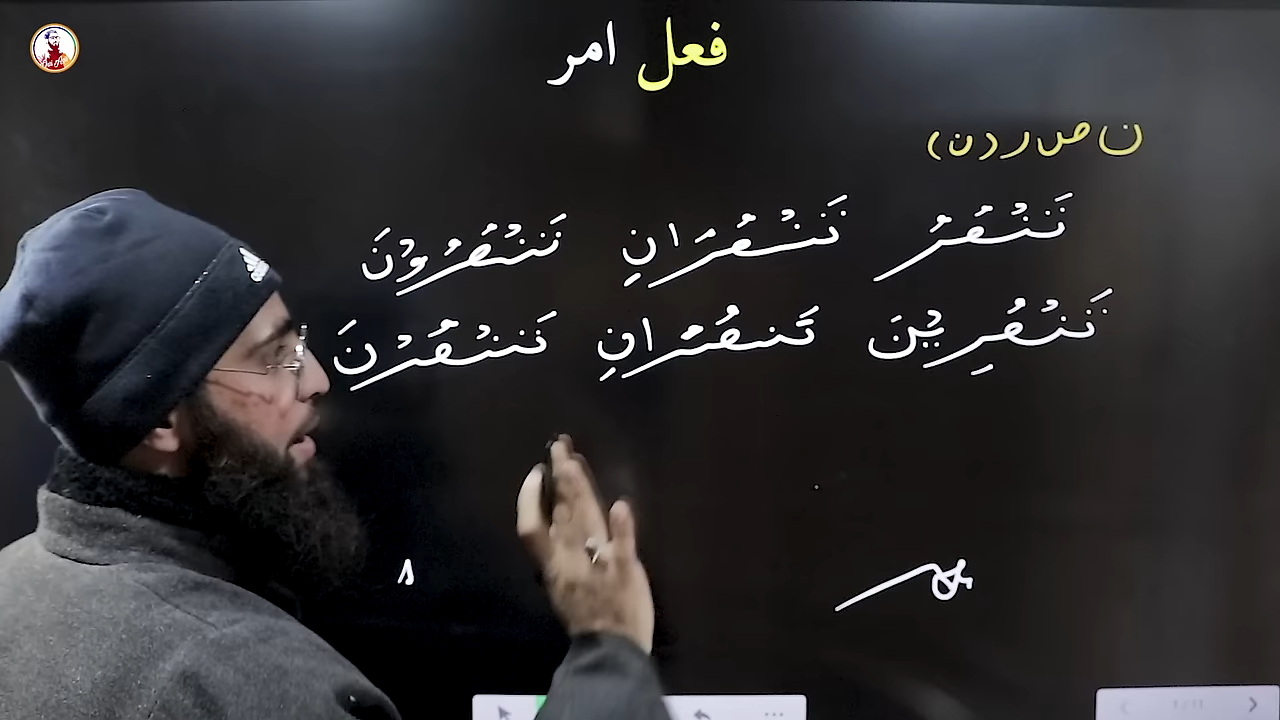 فعل امر
ن ص ر (ن)
تَنْصُرُ تَنْصُرَانِ تَنْصُرُوْنَ
تَنْصُرِيْنَ تَنْصُرَانِ تَنْصُرْنَ